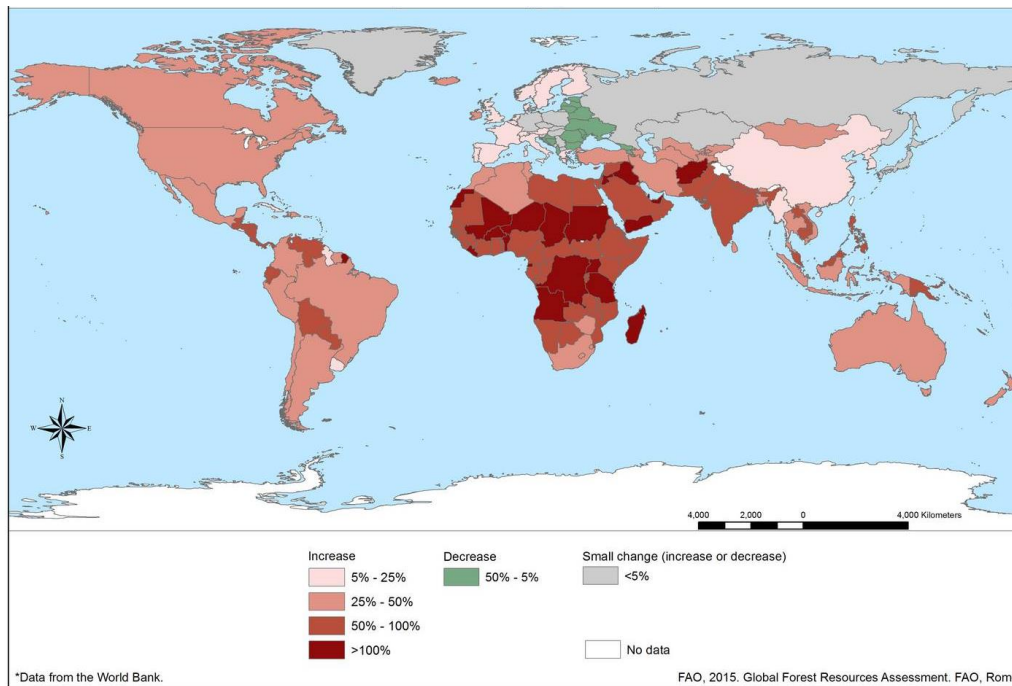 N
W E
S
4,000 2,000 0 4,000 Kilometers
Increase
5% - 25%
25% - 50%
50% - 100%
>100%
Decrease
50% - 5%
Small change (increase or decrease)
<5%
No data
*Data from the World Bank.
FAO, 2015. Global Forest Resources Assessment. FAO, Rom